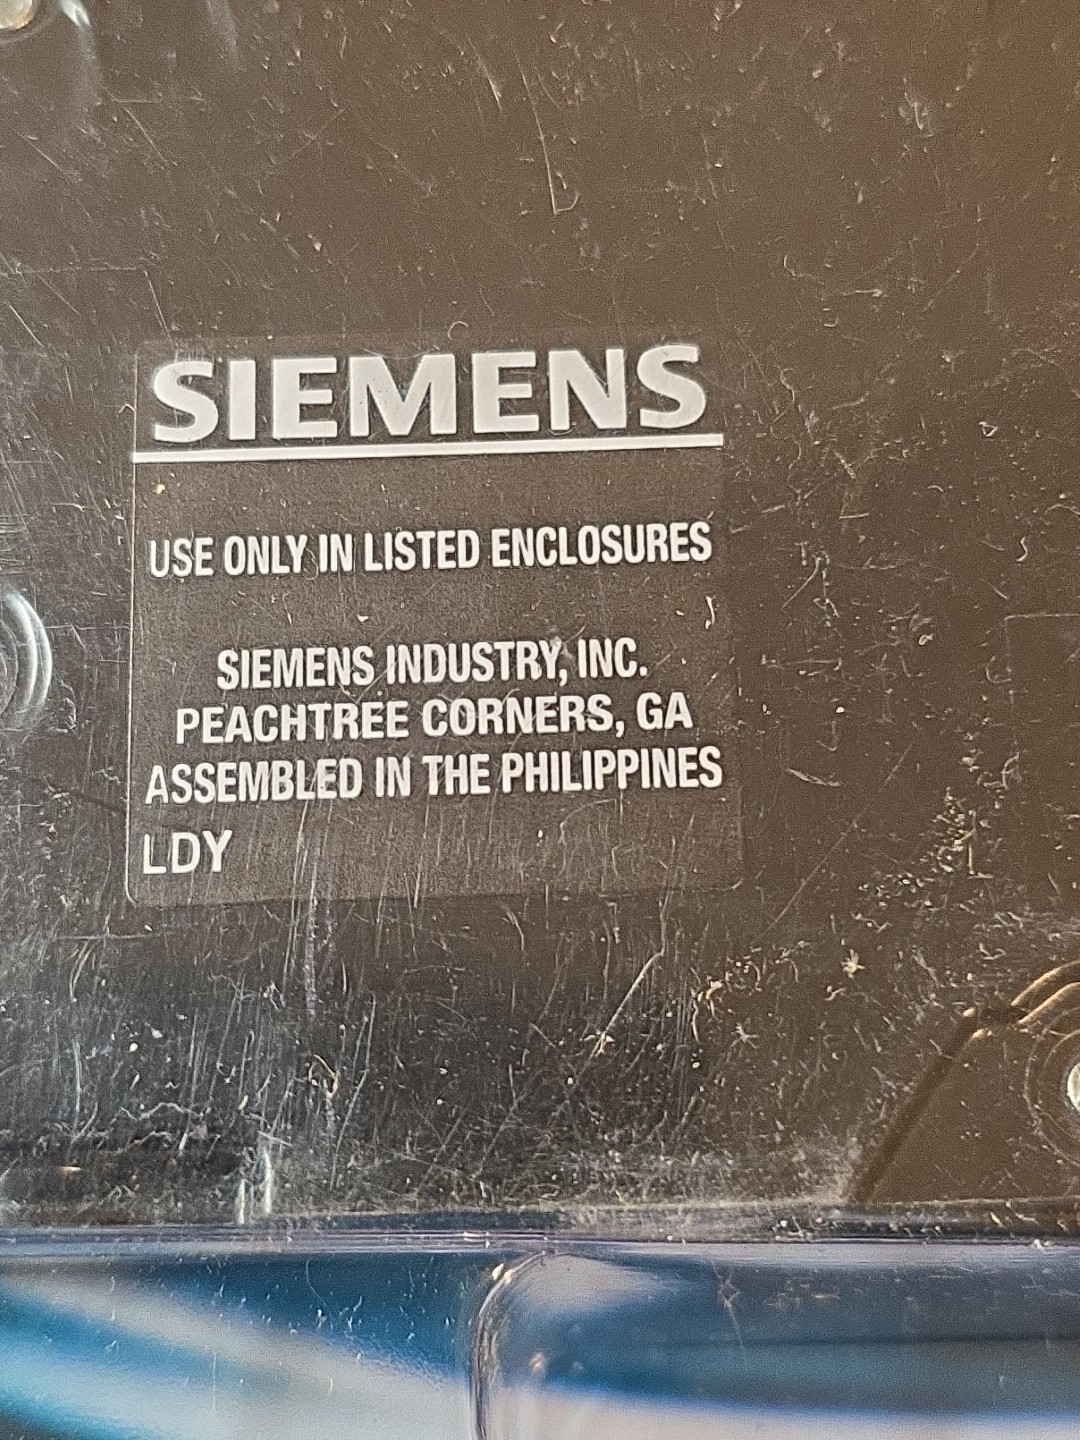 SIEMENS
USE ONLY IN LISTED ENCLOSURES
SIEMENS INDUSTRY, INC.
PEACHTREE CORNERS, GA
ASSEMBLED IN THE PHILIPPINES
LDY